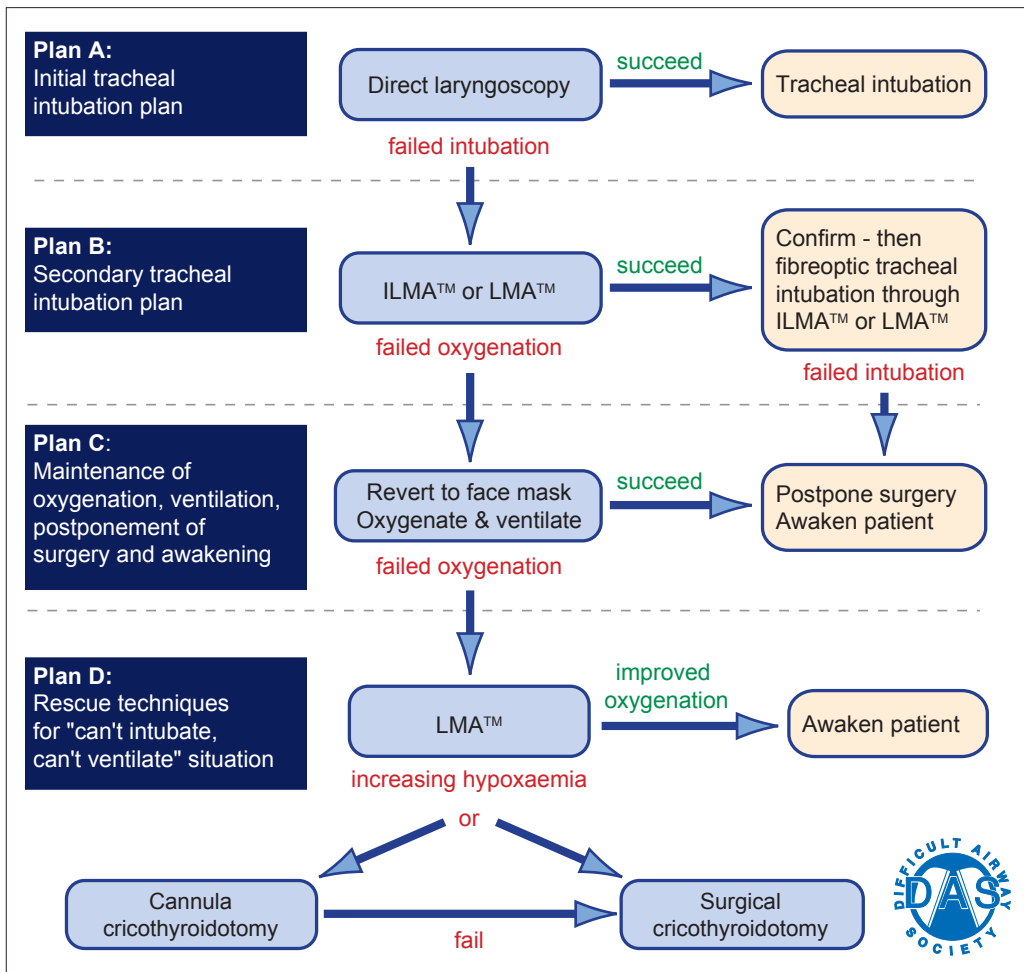 Plan A:
Initial tracheal
intubation plan
Direct laryngoscopy
succeed
Tracheal intubation
failed intubation
Plan B:
Secondary tracheal
intubation plan
ILMA™ or LMA™
succeed
Confirm - then
fibreoptic tracheal
intubation through
ILMA™ or LMA™
failed oxygenation
failed intubation
Plan C:
Maintenance of
oxygenation, ventilation,
postponement of
surgery and awakening
Revert to face mask
Oxygenate & ventilate
succeed
Postpone surgery
Awaken patient
failed oxygenation
Plan D:
Rescue techniques
for "can't intubate,
can't ventilate" situation
LMA™
improved
oxygenation
Awaken patient
increasing hypoxaemia
or
Cannula
cricothyroidotomy
fail
Surgical
cricothyroidotomy
DIFFICULT AIRWAY
DAS
SOCIETY